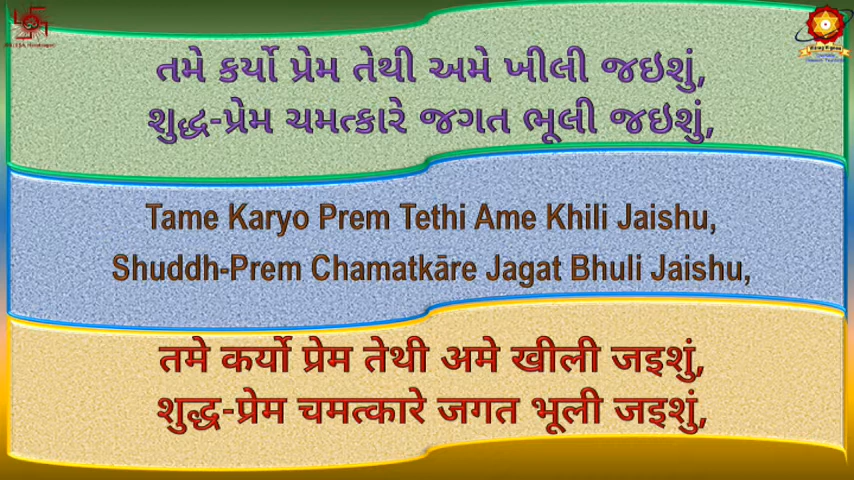 તમે કર્યો પ્રેમ તેથી અમે ખીલી જઇશું,
શુદ્ધ-પ્રેમ ચમત્કારે જગત ભૂલી જઇશું,
Tame Karyo Prem Tethi Ame Khili Jaishu,
Shuddh-Prem Chamatkāre Jagat Bhuli Jaishu,
तमे कर्यो प्रेम तेथी अमे खीली जइशुं,
शुद्ध-प्रेम चमत्कारे जगत भूली जइशुं,